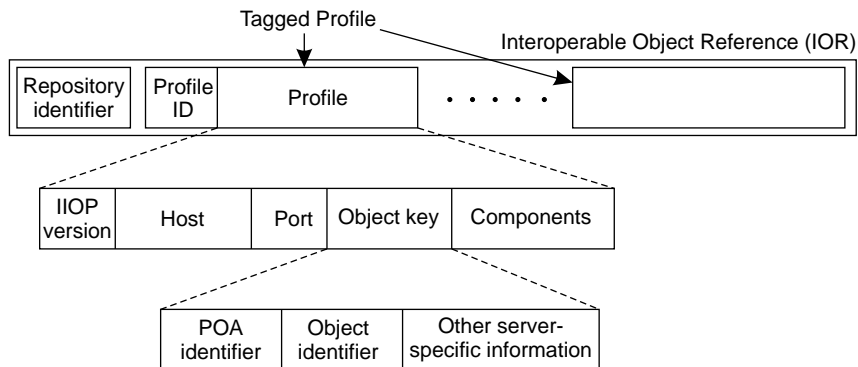 Tagged Profile
Interoperable Object Reference (IOR)
Repository
identifier
Profile
ID
Profile
IIOP
version
Host
Port
Object key
Components
POA
identifier
Object
identifier
Other server-
specific information